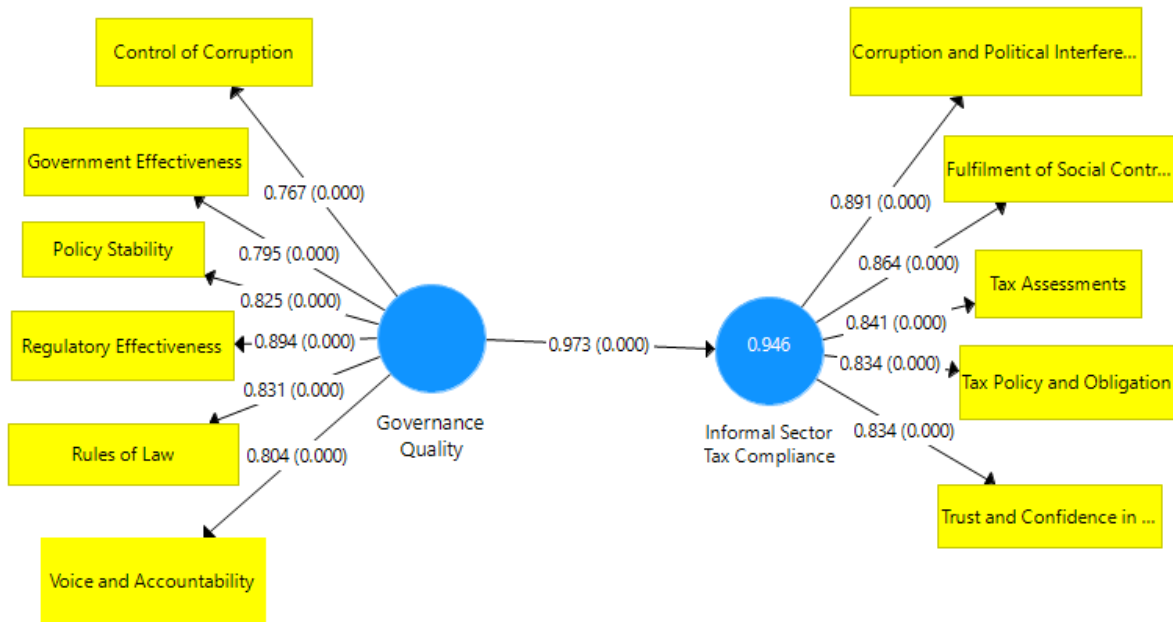 Control of Corruption
Government Effectiveness
Policy Stability
Regulatory Effectiveness
Rules of Law
Voice and Accountability
0.767 (0.000)
0.795 (0.000)
0.825 (0.000)
0.894 (0.000)
0.831 (0.000)
0.804 (0.000)
Governance
Quality
0.973 (0.000)
0.946
Informal Sector
Tax Compliance
0.891 (0.000)
0.864 (0.000)
0.841 (0.000)
0.834 (0.000)
0.834 (0.000)
Corruption and Political Interfere...
Fulfilment of Social Contr...
Tax Assessments
Tax Policy and Obligation
Trust and Confidence in ...